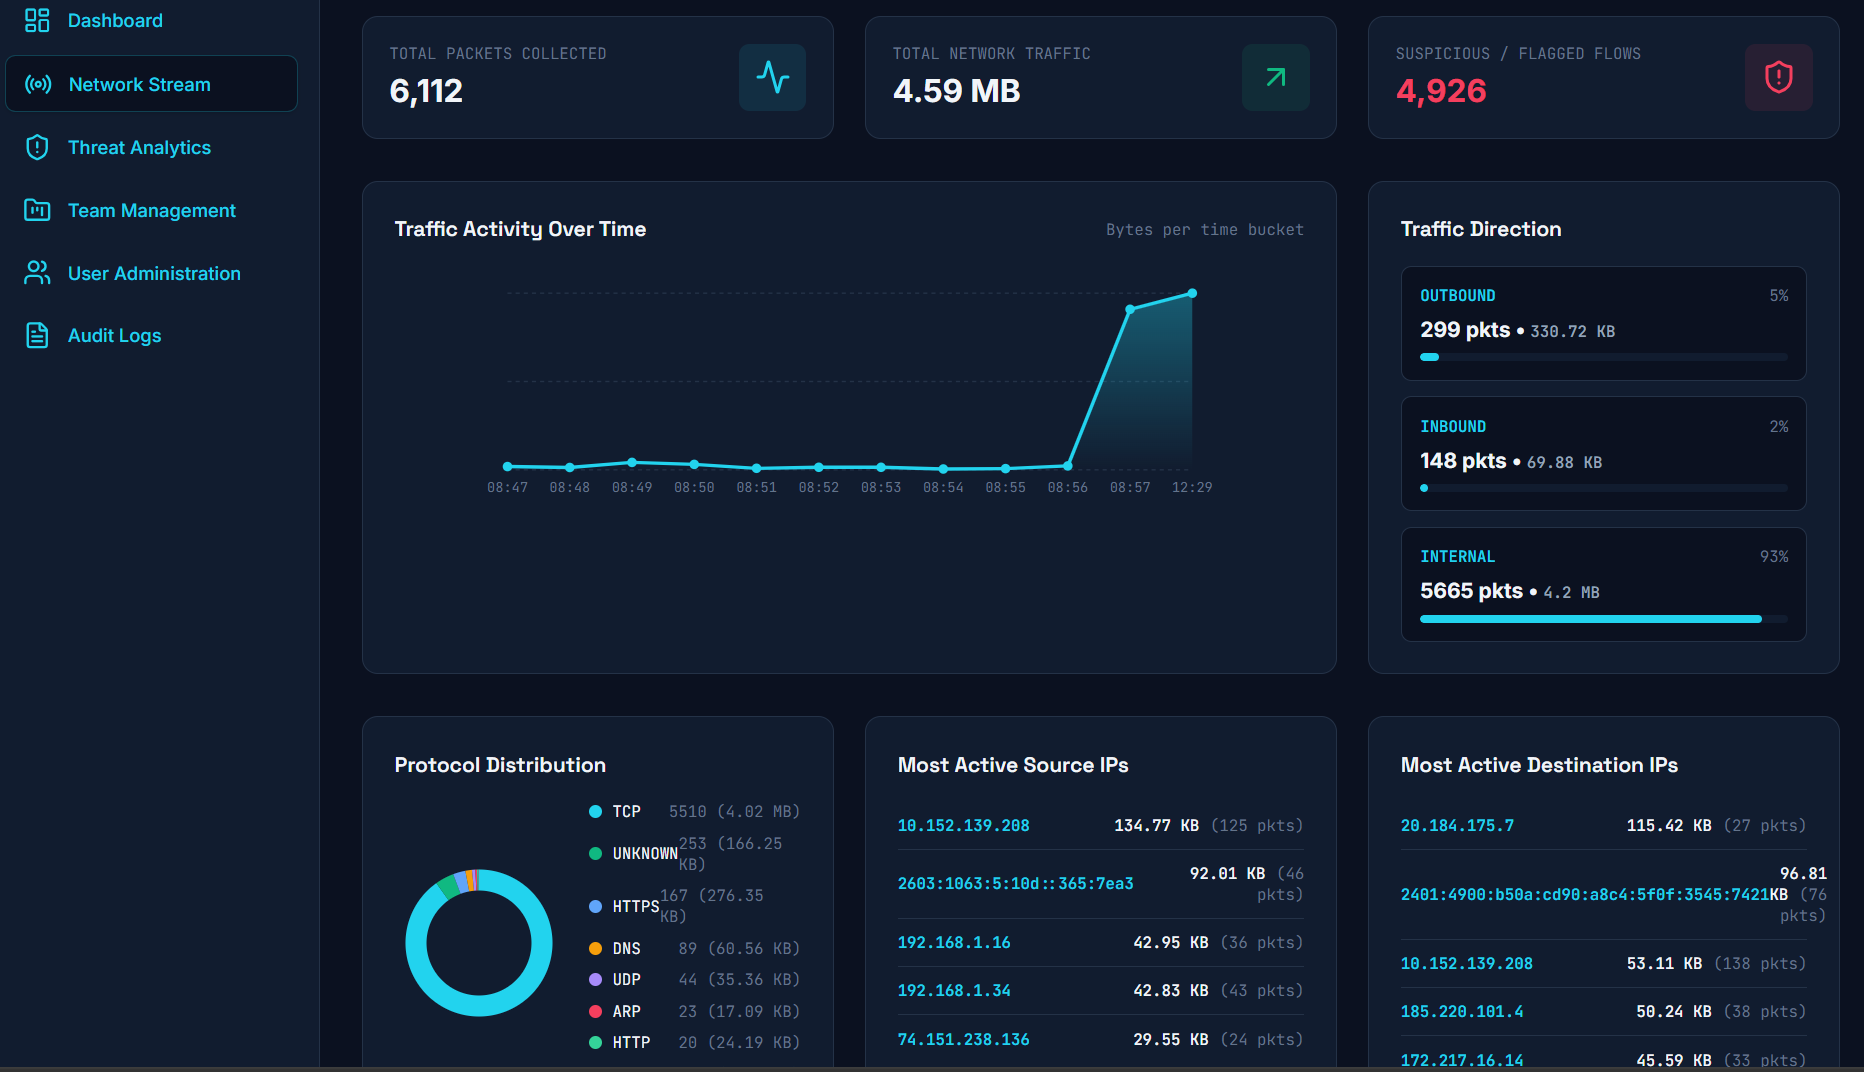 Dashboard
Network Stream
Threat Analytics
Team Management
User Administration
Audit Logs
TOTAL PACKETS COLLECTED
6,112
TOTAL NETWORK TRAFFIC
4.59 MB
SUSPICIOUS / FLAGGED FLOWS
4,926
Traffic Activity Over Time
Bytes per time bucket
08:47 08:48 08:49 08:50 08:51 08:52 08:53 08:54 08:55 08:56 08:57 12:29
Traffic Direction
OUTBOUND 5%
299 pkts • 330.72 KB
INBOUND 2%
148 pkts • 69.88 KB
INTERNAL 93%
5665 pkts • 4.2 MB
Protocol Distribution
TCP 5510 (4.02 MB)
UNKNOWN 253 (166.25
KB)
HTTPS 167 (276.35
KB)
DNS 89 (60.56 KB)
UDP 44 (35.36 KB)
ARP 23 (17.09 KB)
HTTP 20 (24.19 KB)
Most Active Source IPs
10.152.139.208 134.77 KB (125 pkts)
2603:1063:5:10d::365:7ea3 92.01 KB (46
pkts)
192.168.1.16 42.95 KB (36 pkts)
192.168.1.34 42.83 KB (43 pkts)
74.151.238.136 29.55 KB (24 pkts)
Most Active Destination IPs
20.184.175.7 115.42 KB (27 pkts)
96.81
2401:4900:b50a:cd90:a8c4:5f0f:3545:7421 KB (76
pkts)
10.152.139.208 53.11 KB (138 pkts)
185.220.101.4 50.24 KB (38 pkts)
172.217.16.14 45.59 KB (33 pkts)